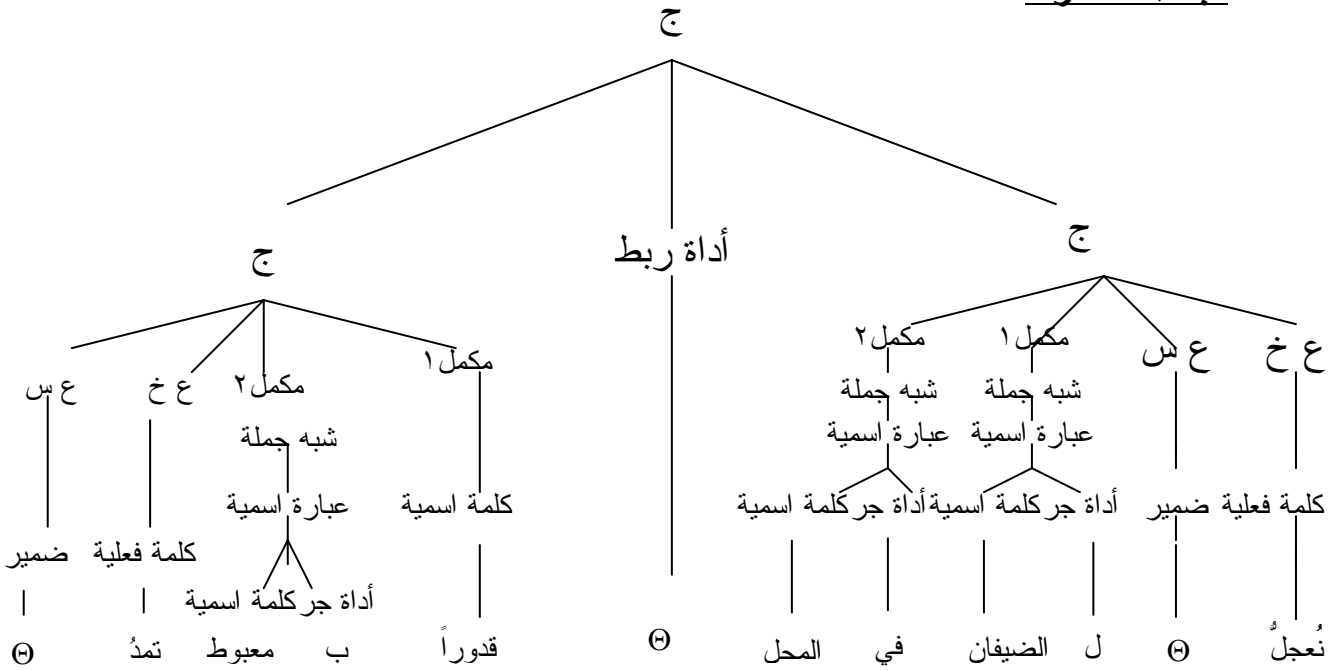 ج
ج أداة ربط ج
ع خ ع س مكمل١ مكمل٢ مكمل١ مكمل٢ ع خ ع س
شبه جملة شبه جملة شبه جملة
عبارة اسمية عبارة اسمية عبارة اسمية
كلمة فعلية ضمير أداة جر كلمة اسمية أداة جر كلمة اسمية كلمة اسمية
كلمة فعلية ضمير
أداة جر كلمة اسمية
نُعجلٌّ Θ ل الضيفان في المحل Θ قدوراً ب معبوط تمدُ Θ